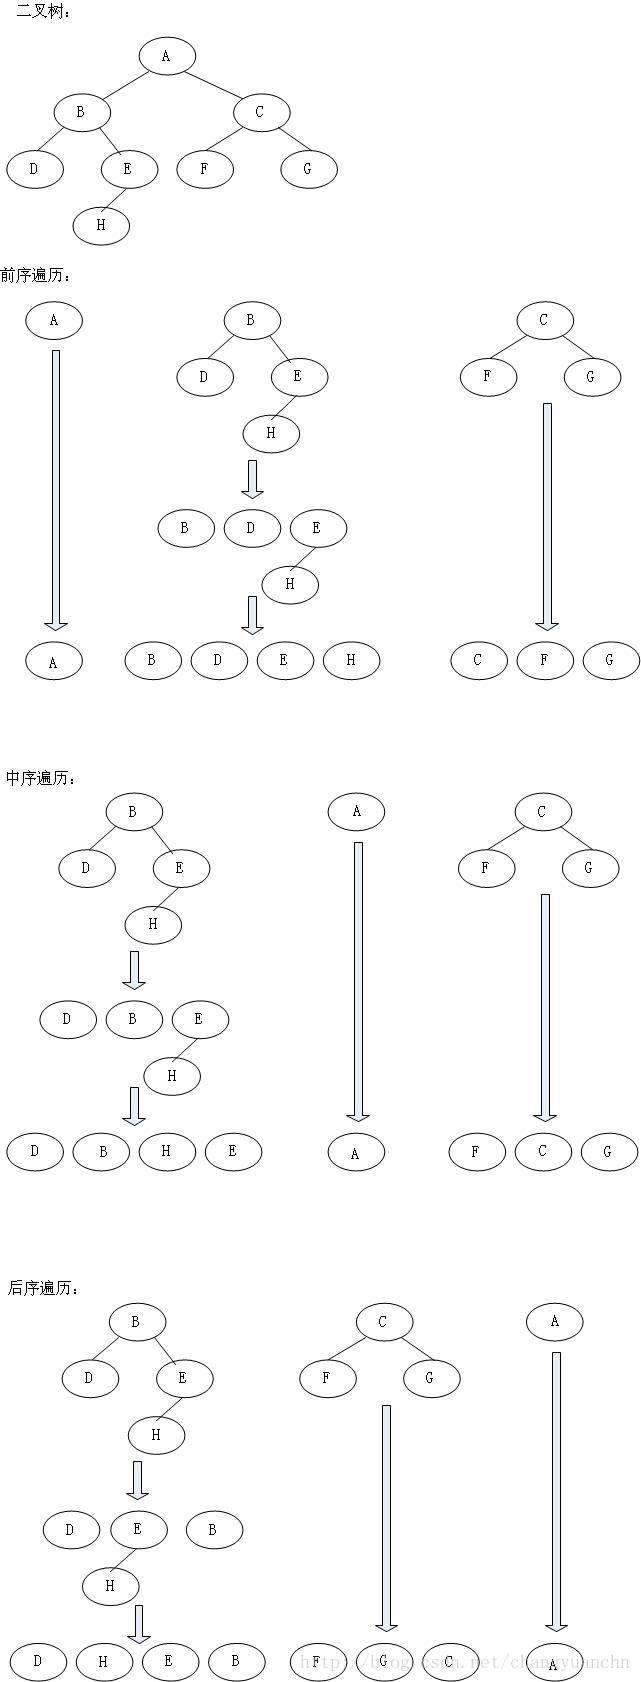 二叉树：
A
B C
D E F G
H
前序遍历：
A B C
D E F G
H
B D E
H
A B D E H C F G
中序遍历：
B A C
D E F G
H
D B E
H
D B H E A F C G
后序遍历：
B C A
D E F G
H
D E B
H
D H E B F G C A
http://blog.csdn.net/changyuanchn